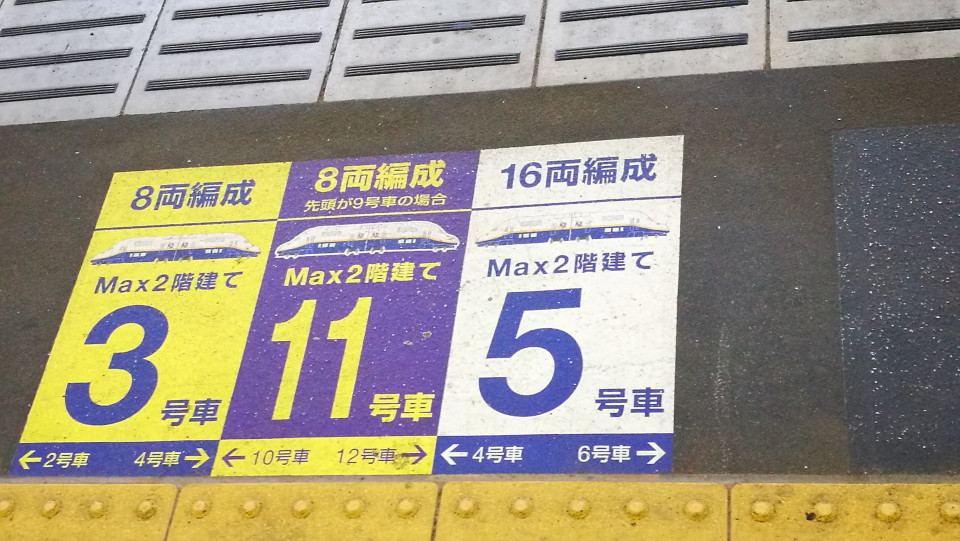 8両編成
Max2階建て
3号車
←2号車 4号車→
8両編成
先頭が9号車の場合
Max2階建て
11号車
←10号車 12号車→
16両編成
Max2階建て
5号車
←4号車 6号車→